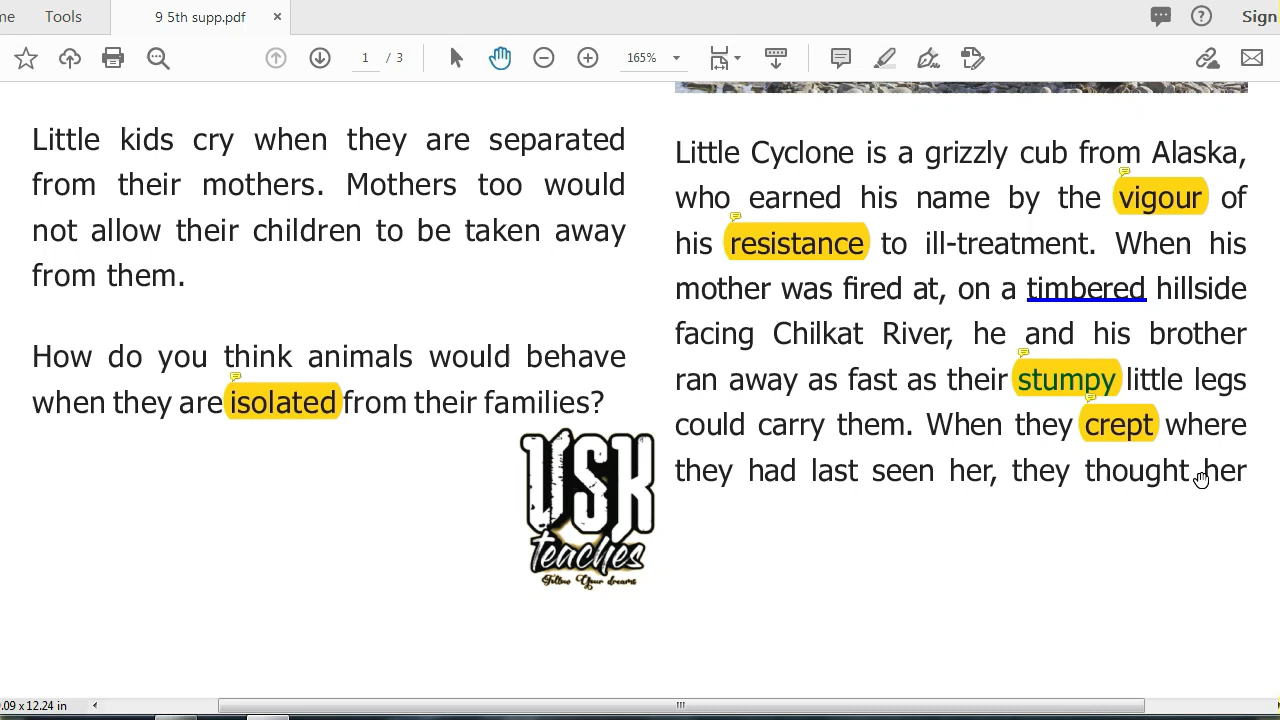 me
Tools
9 5th supp.pdf
×
?
Sign
1 / 3
165%
Little kids cry when they are separated
from their mothers. Mothers too would
not allow their children to be taken away
from them.
How do you think animals would behave
when they are isolated from their families?
VSK
teaches
Follow Your dreams
Little Cyclone is a grizzly cub from Alaska,
who earned his name by the vigour of
his resistance to ill-treatment. When his
mother was fired at, on a timbered hillside
facing Chilkat River, he and his brother
ran away as fast as their stumpy little legs
could carry them. When they crept where
they had last seen her, they thought her
.09 x 12.24 in